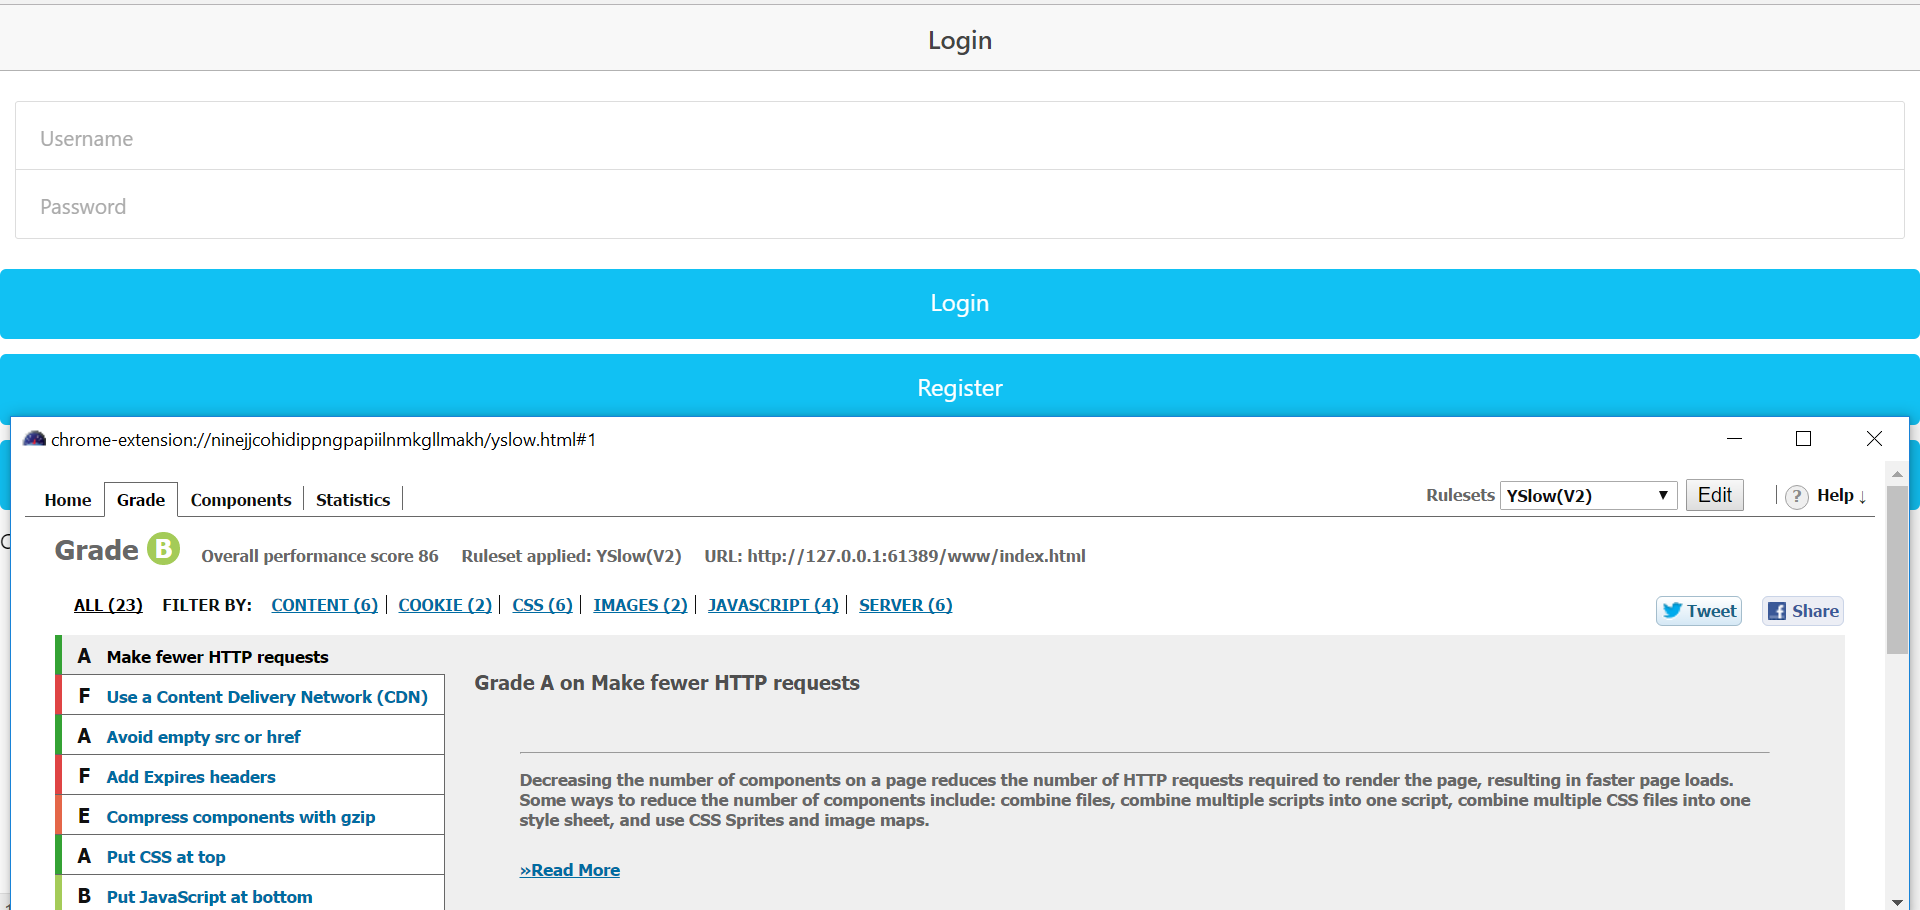 Login
Username
Password
Login
Register
chrome-extension://ninejjcohidippngpapiilnmkgllmakh/yslow.html#1
Home Grade Components Statistics Rulesets YSlow(V2) Edit ? Help ↓
Grade B Overall performance score 86 Ruleset applied: YSlow(V2) URL: http://127.0.0.1:61389/www/index.html
ALL (23) FILTER BY: CONTENT (6) COOKIE (2) CSS (6) IMAGES (2) JAVASCRIPT (4) SERVER (6)
Tweet Share
A Make fewer HTTP requests
F Use a Content Delivery Network (CDN)
A Avoid empty src or href
F Add Expires headers
E Compress components with gzip
A Put CSS at top
B Put JavaScript at bottom
Grade A on Make fewer HTTP requests
Decreasing the number of components on a page reduces the number of HTTP requests required to render the page, resulting in faster page loads.
Some ways to reduce the number of components include: combine files, combine multiple scripts into one script, combine multiple CSS files into one
style sheet, and use CSS Sprites and image maps.
»Read More